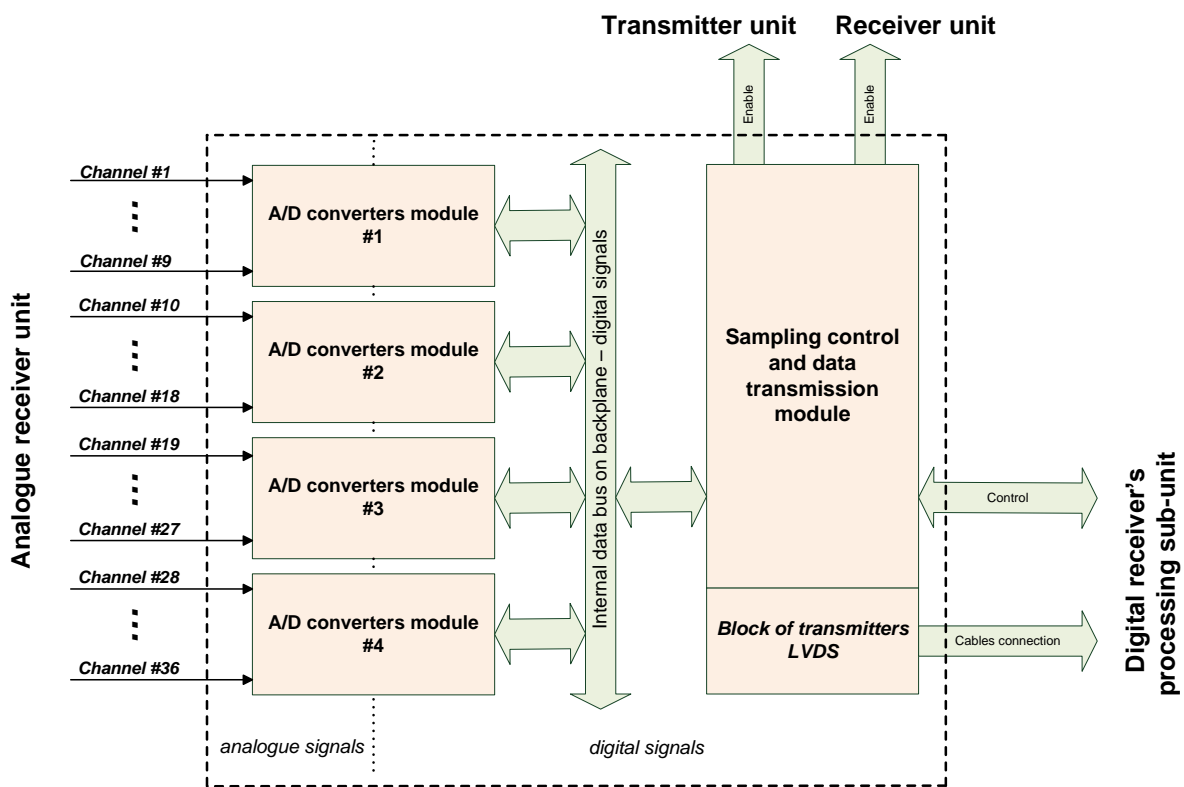 Transmitter unit
Receiver unit
Enable
Enable
Analogue receiver unit
Channel #1
Channel #9
Channel #10
Channel #18
Channel #19
Channel #27
Channel #28
Channel #36
A/D converters module
#1
A/D converters module
#2
A/D converters module
#3
A/D converters module
#4
Internal data bus on backplane – digital signals
Sampling control
and data
transmission
module
Block of transmitters
LVDS
Control
Cables connection
Digital receiver's
processing sub-unit
analogue signals
digital signals